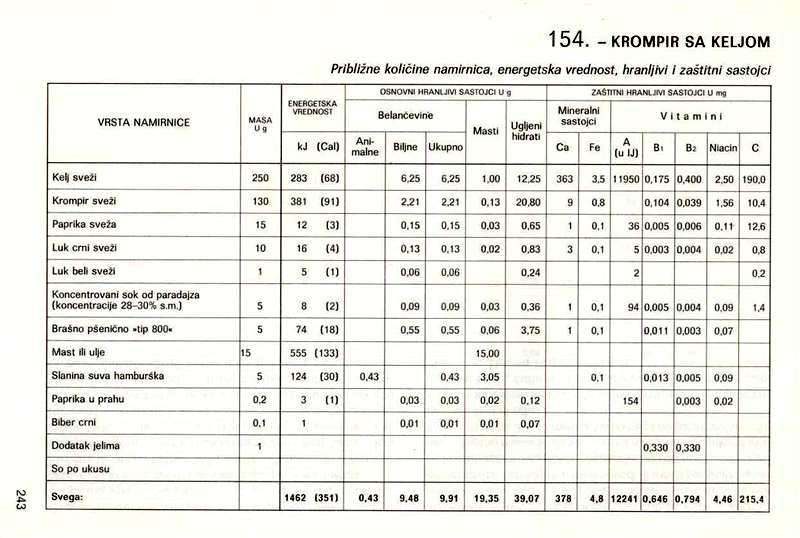 154. – KROMPIR SA KELJOM
Približne količine namirnica, energetska vrednost, hranljivi i zaštitni sastojci
VRSTA NAMIRNICE MASA U g ENERGETSKA VREDNOST OSNOVNI HRANLJIVI SASTOJCI U g ZAŠTITNI HRANLJIVI SASTOJCI U mg
Belančevine Masti Ugljeni hidrati Mineralni sastojci Vitamini
kJ (Cal) Ani-malne Biljne Ukupno Ca Fe A (u IJ) B1 B2 Niacin C
Kelj sveži 250 283 (68) 6,25 6,25 1,00 12,25 363 3,5 11950 0,175 0,400 2,50 190,0
Krompir sveži 130 381 (91) 2,21 2,21 0,13 20,80 9 0,8 0,104 0,039 1,56 10,4
Paprika sveža 15 12 (3) 0,15 0,15 0,03 0,65 1 0,1 36 0,005 0,006 0,11 12,6
Luk crni sveži 10 16 (4) 0,13 0,13 0,02 0,83 3 0,1 5 0,003 0,004 0,02 0,8
Luk beli sveži 1 5 (1) 0,06 0,06 0,24 2 0,2
Koncentrovani sok od paradajza
(koncentracije 28–30% s.m.) 5 8 (2) 0,09 0,09 0,03 0,36 1 0,1 94 0,005 0,004 0,09 1,4
Brašno pšenično »tip 800« 5 74 (18) 0,55 0,55 0,06 3,75 1 0,1 0,011 0,003 0,07
Mast ili ulje 15 555 (133) 15,00
Slanina suva hamburška 5 124 (30) 0,43 0,43 3,05 0,1 0,013 0,005 0,09
Paprika u prahu 0,2 3 (1) 0,03 0,03 0,02 0,12 154 0,003 0,02
Biber crni 0,1 1 0,01 0,01 0,01 0,07
Dodatak jelima 1 0,330 0,330
So po ukusu
Svega: 1462 (351) 0,43 9,48 9,91 19,35 39,07 378 4,8 12241 0,646 0,794 4,46 215,4
243